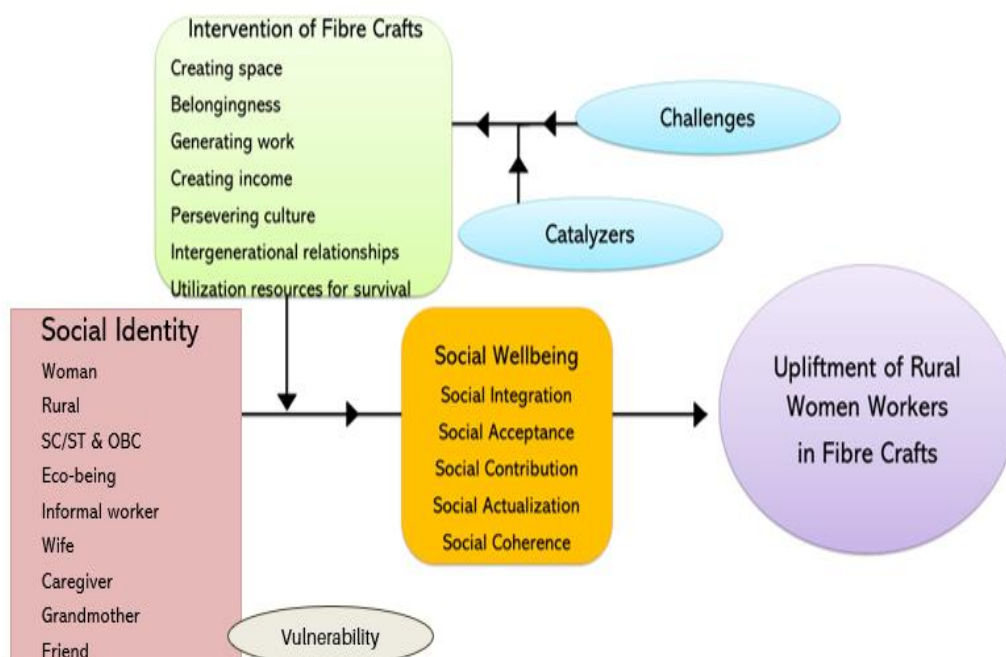 Intervention of Fibre Crafts
Creating space
Belongingness
Generating work
Creating income
Persevering culture
Intergenerational relationships
Utilization resources for survival
Challenges
Catalyzers
Social Identity
Woman
Rural
SC/ST & OBC
Eco-being
Informal worker
Wife
Caregiver
Grandmother
Friend
Vulnerability
Social Wellbeing
Social Integration
Social Acceptance
Social Contribution
Social Actualization
Social Coherence
Upliftment of Rural
Women Workers
in Fibre Crafts